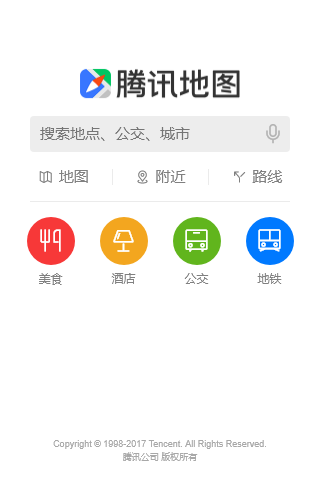 腾讯地图
搜索地点、公交、城市
地图 附近 路线
美食 酒店 公交 地铁
Copyright © 1998-2017 Tencent. All Rights Reserved.
腾讯公司 版权所有